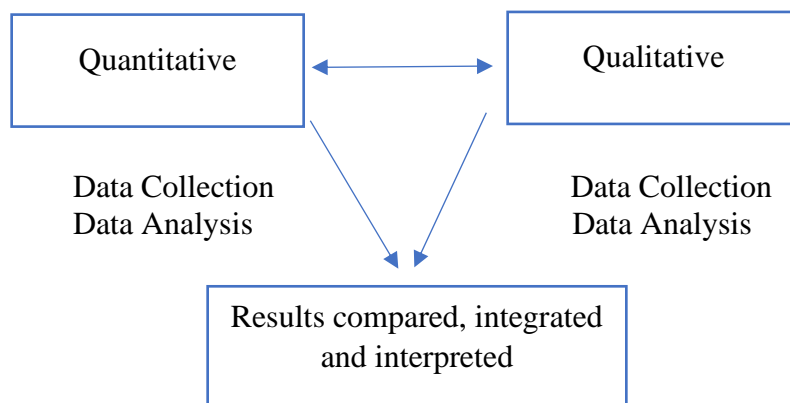 Quantitative
Qualitative
Data Collection
Data Analysis
Data Collection
Data Analysis
Results compared, integrated
and interpreted